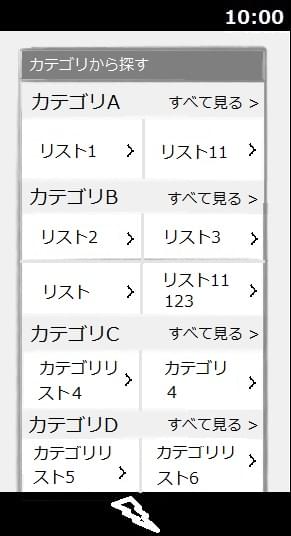 10:00
カテゴリから探す
カテゴリA すべて見る >
リスト1 > リスト11 >
カテゴリB すべて見る >
リスト2 > リスト3 >
リスト > リスト11
123 >
カテゴリC すべて見る >
カテゴリリ
スト4 >
カテゴリ
4 >
カテゴリD すべて見る >
カテゴリリ
スト5 >
カテゴリリ
スト6 >